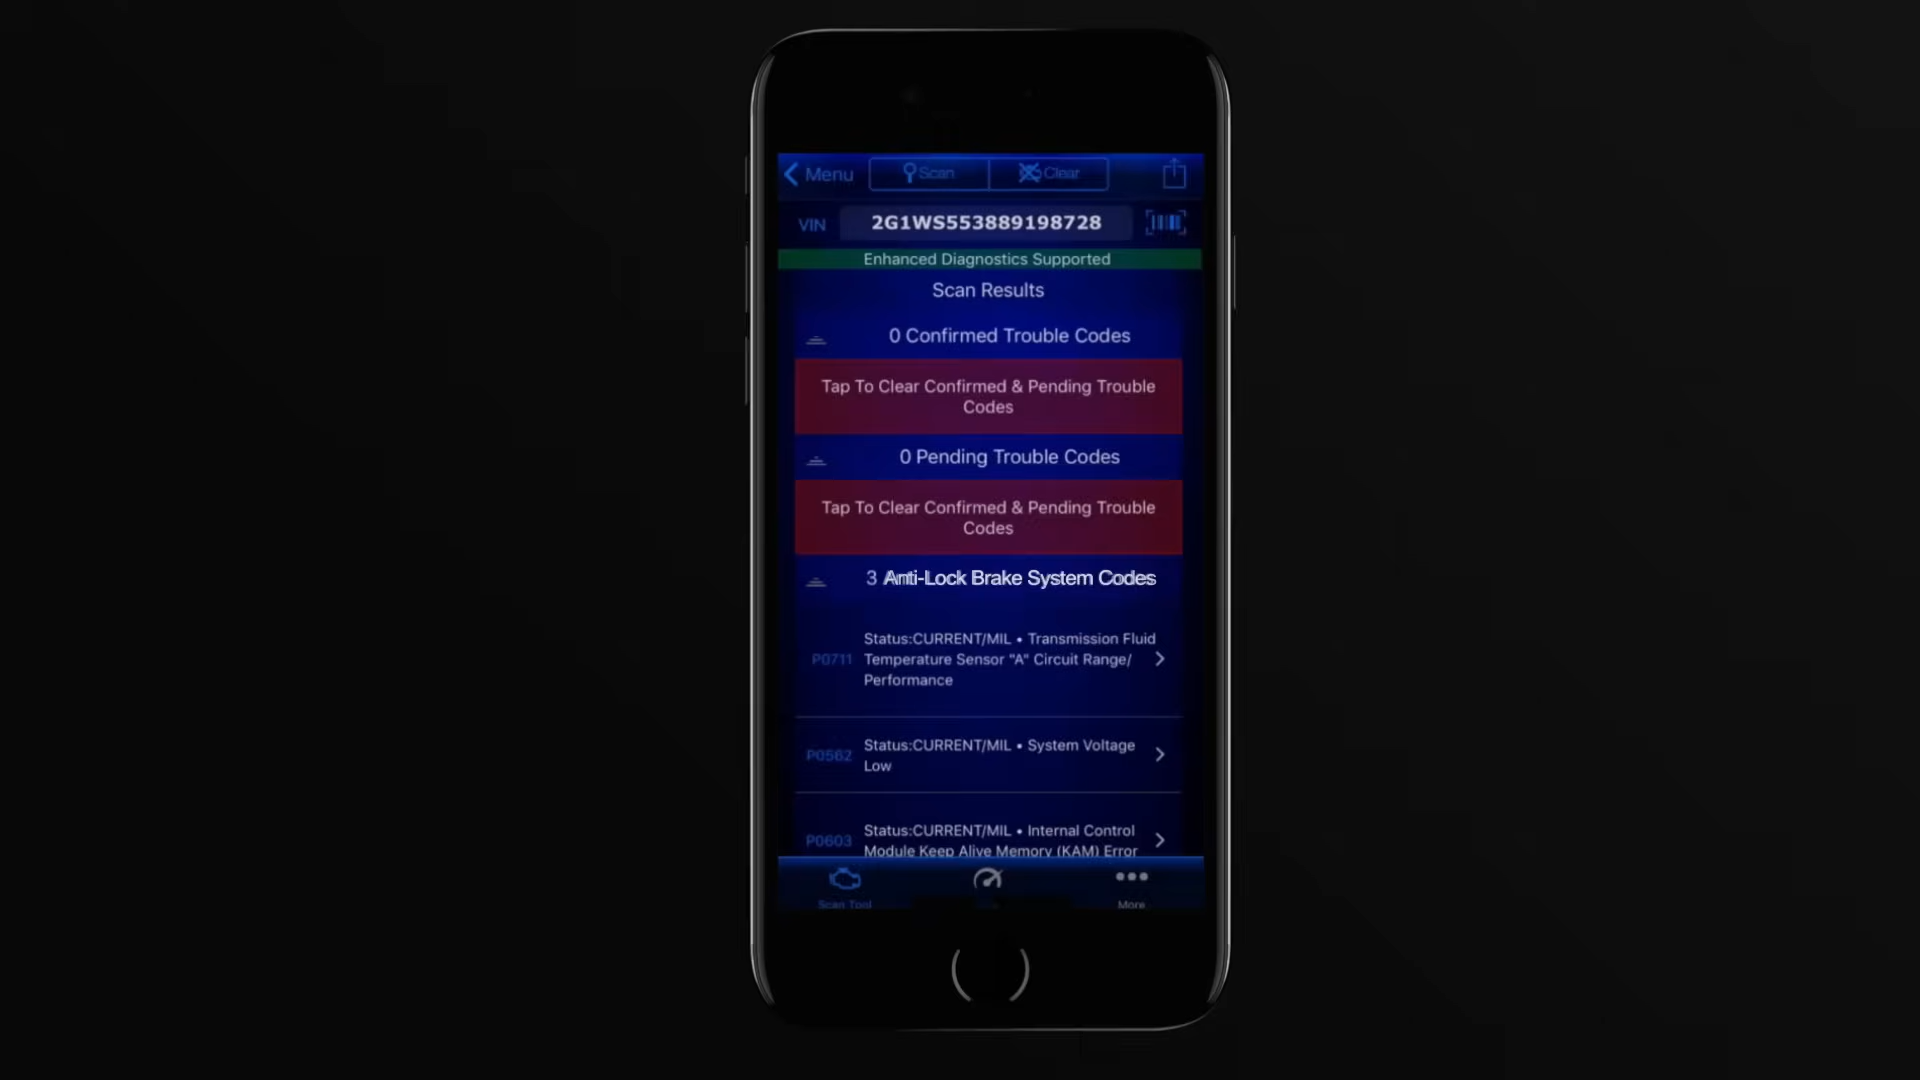 Menu Scan Clear
VIN 2G1WS553889198728
Enhanced Diagnostics Supported
Scan Results
0 Confirmed Trouble Codes
Tap To Clear Confirmed & Pending Trouble
Codes
0 Pending Trouble Codes
Tap To Clear Confirmed & Pending Trouble
Codes
3 Anti-Lock Brake System Codes
Status:CURRENT/MIL • Transmission Fluid
P0711 Temperature Sensor "A" Circuit Range/
Performance
P0562 Status:CURRENT/MIL • System Voltage
Low
P0603 Status:CURRENT/MIL • Internal Control
Module Keep Alive Memory (KAM) Error
Scan Tool More